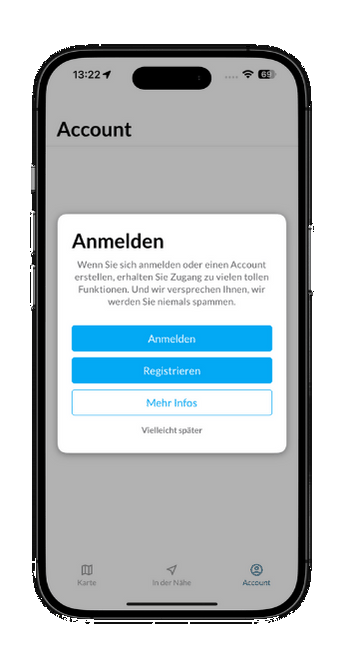 13:22
69
Account
Anmelden
Wenn Sie sich anmelden oder einen Account
erstellen, erhalten Sie Zugang zu vielen tollen
Funktionen. Und wir versprechen Ihnen, wir
werden Sie niemals spammen.
Anmelden
Registrieren
Mehr Infos
Vielleicht später
Karte
In der Nähe
Account